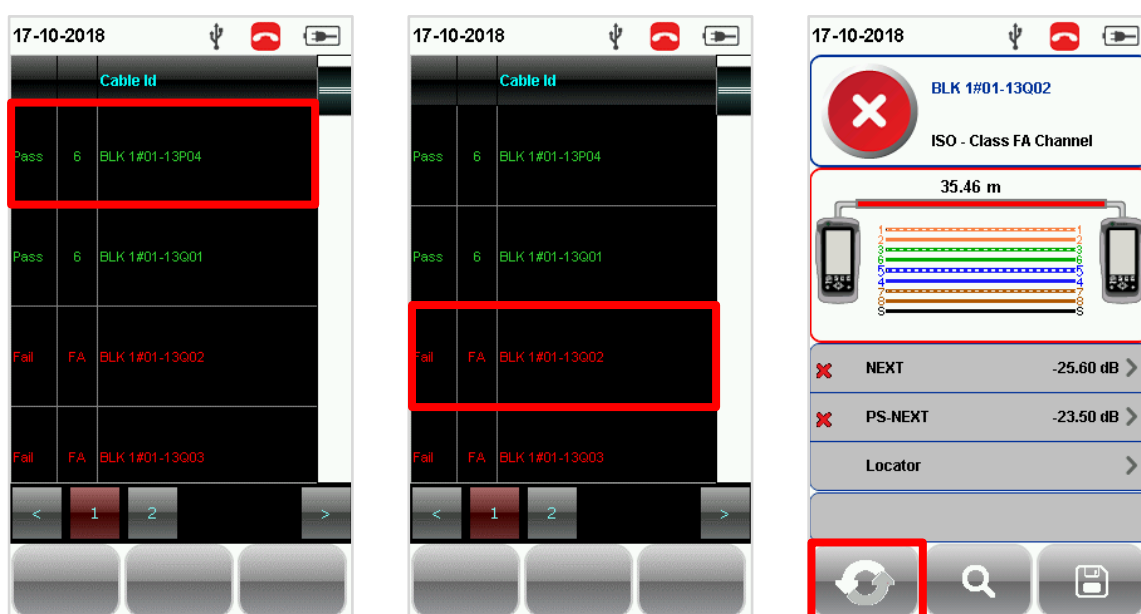 17-10-2018
Cable Id
Pass 6 BLK 1#01-13P04
Pass 6 BLK 1#01-13Q01
Fail FA BLK 1#01-13Q02
Fail FA BLK 1#01-13Q03
< 1 2 >
17-10-2018
Cable Id
Pass 6 BLK 1#01-13P04
Pass 6 BLK 1#01-13Q01
Fail FA BLK 1#01-13Q02
Fail FA BLK 1#01-13Q03
< 1 2 >
17-10-2018
BLK 1#01-13Q02
ISO - Class FA Channel
35.46 m
1 1
2 2
3 3
6 6
5 5
4 4
7 7
8 8
S S
NEXT -25.60 dB >
PS-NEXT -23.50 dB >
Locator >